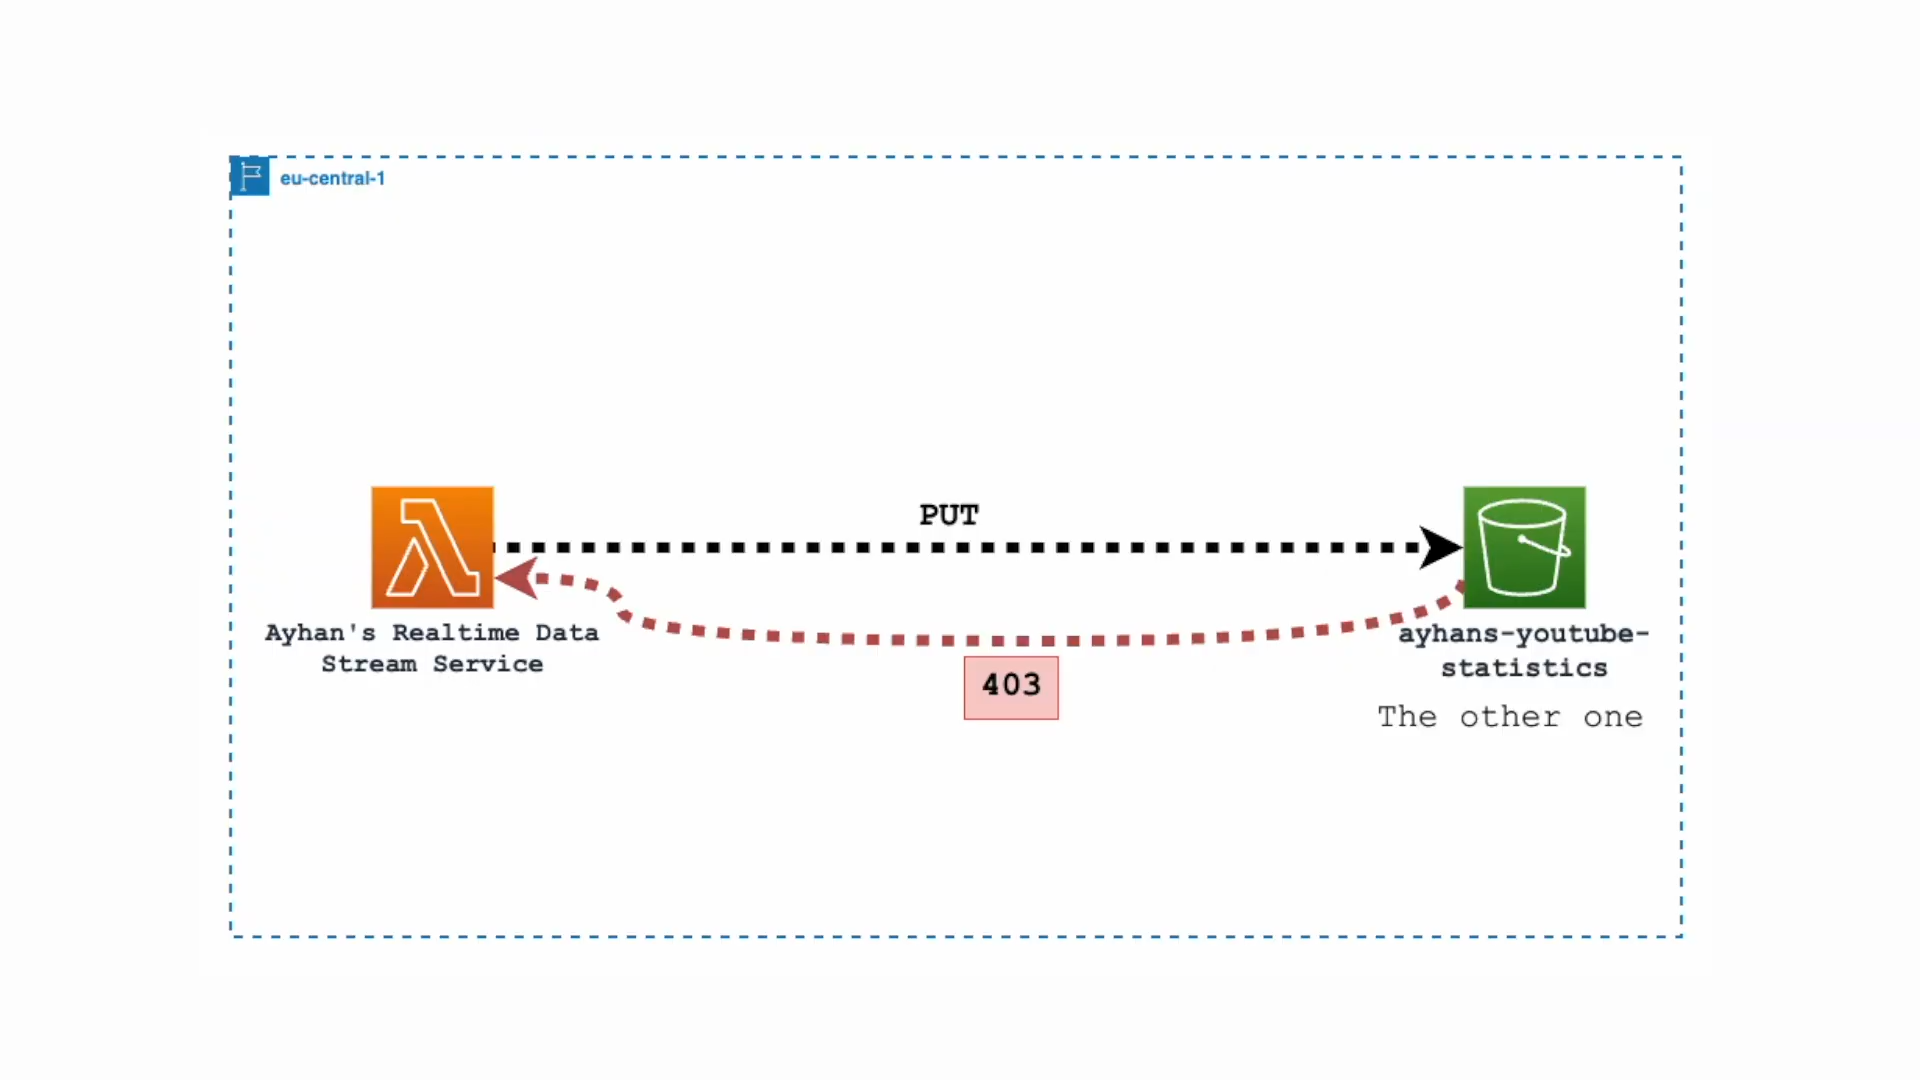 eu-central-1
PUT
Ayhan's Realtime Data
Stream Service
403
ayhans-youtube-
statistics
The other one